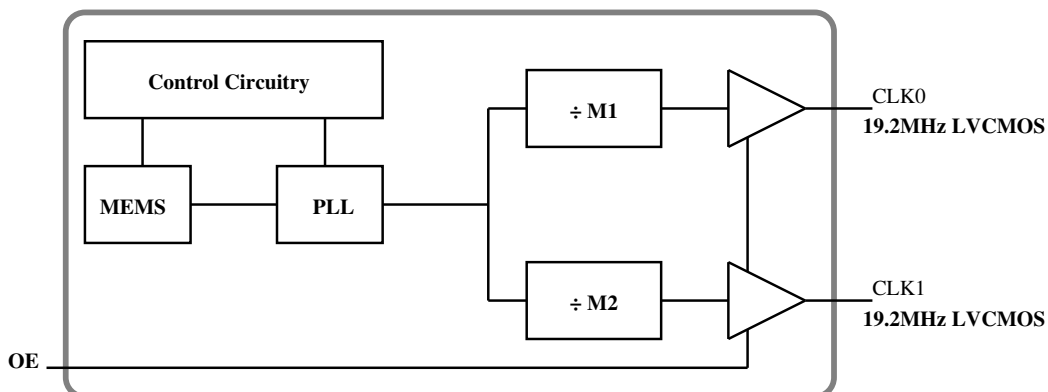 Control Circuitry
MEMS
PLL
÷ M1
÷ M2
CLK0
19.2MHz LVCMOS
CLK1
19.2MHz LVCMOS
OE